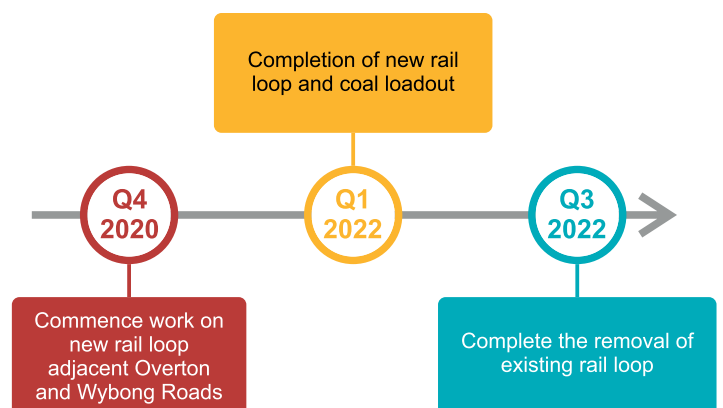 Completion of new rail
loop and coal loadout
Q4
2020
Q1
2022
Q3
2022
Commence work on
new rail loop
adjacent Overton
and Wybong Roads
Complete the removal of
existing rail loop